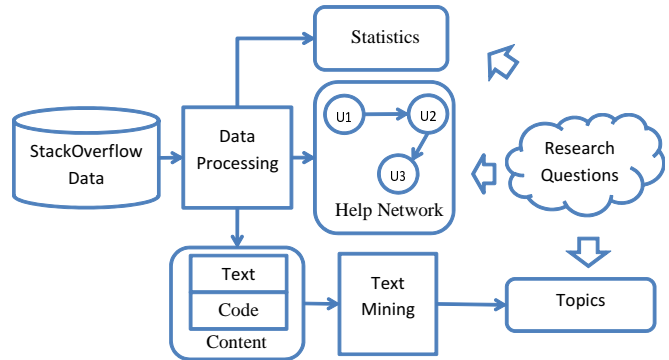 Statistics
U1
U2
U3
Help Network
StackOverflow
Data
Data
Processing
Research
Questions
Text
Code
Content
Text
Mining
Topics